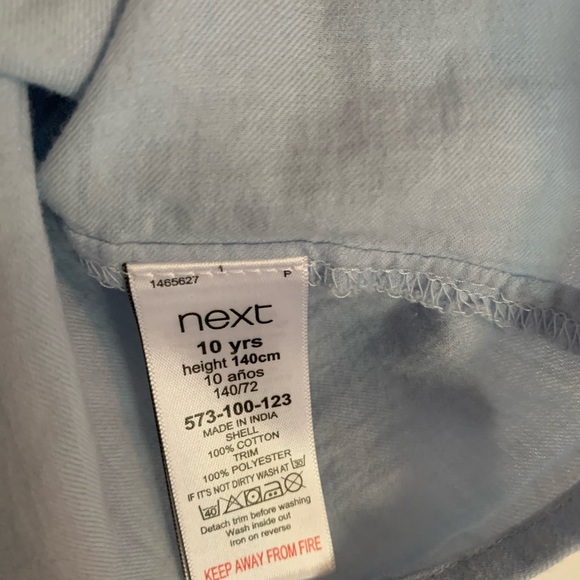 1465627 1 P
next
10 yrs
height 140cm
10 años
140/72
573-100-123
MADE IN INDIA
SHELL
100% COTTON
TRIM
100% POLYESTER
IF IT'S NOT DIRTY WASH AT 30
40
Detach trim before washing
Wash inside out
Iron on reverse
KEEP AWAY FROM FIRE